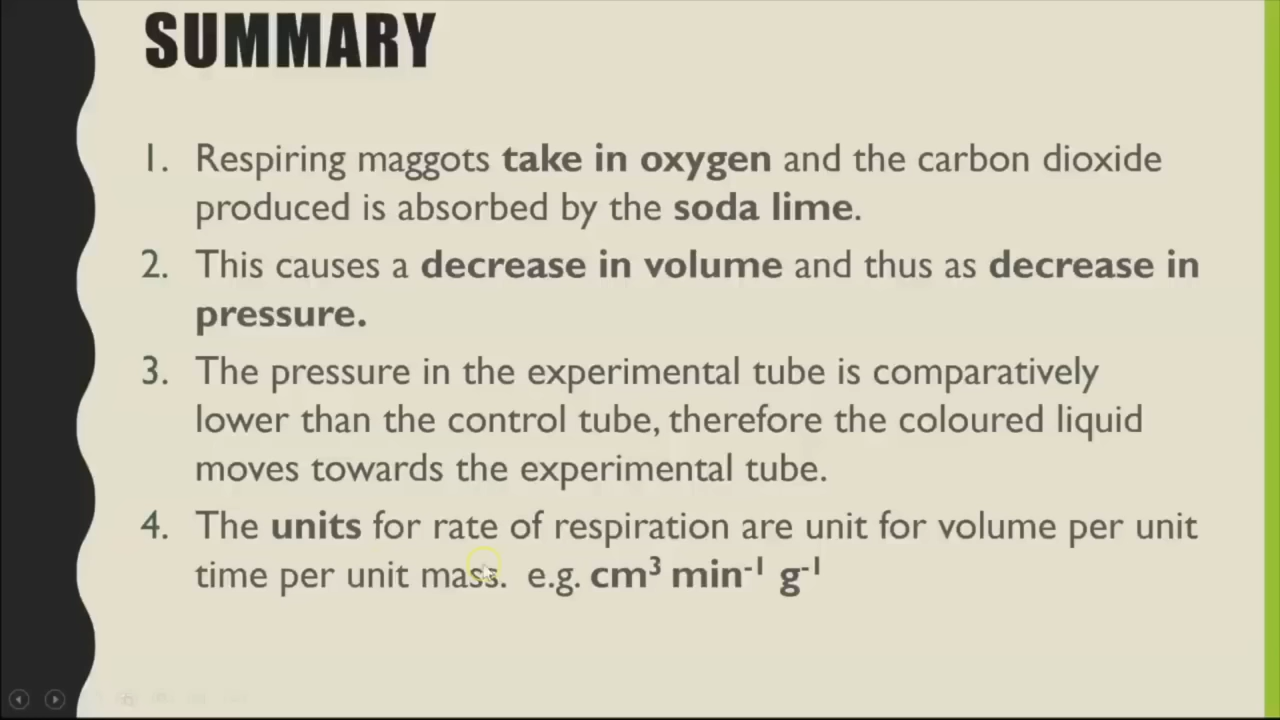 SUMMARY
1. Respiring maggots take in oxygen and the carbon dioxide
produced is absorbed by the soda lime.
2. This causes a decrease in volume and thus as decrease in
pressure.
3. The pressure in the experimental tube is comparatively
lower than the control tube, therefore the coloured liquid
moves towards the experimental tube.
4. The units for rate of respiration are unit for volume per unit
time per unit mass. e.g. cm³ min⁻¹ g⁻¹